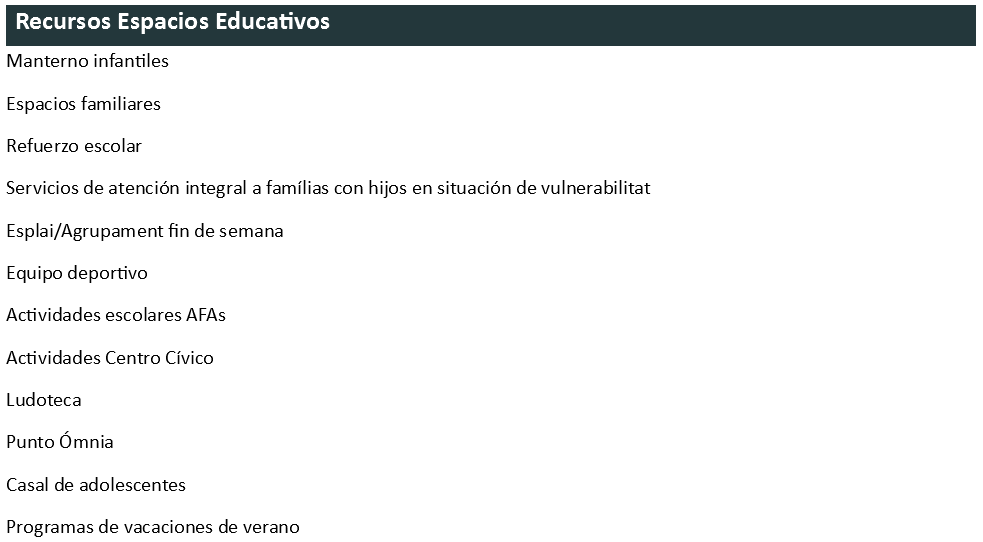 Recursos Espacios Educativos
Manterno infantiles
Espacios familiares
Refuerzo escolar
Servicios de atención integral a famílias con hijos en situación de vulnerabilitat
Esplai/Agrupament fin de semana
Equipo deportivo
Actividades escolares AFAs
Actividades Centro Cívico
Ludoteca
Punto Ómnia
Casal de adolescentes
Programas de vacaciones de verano